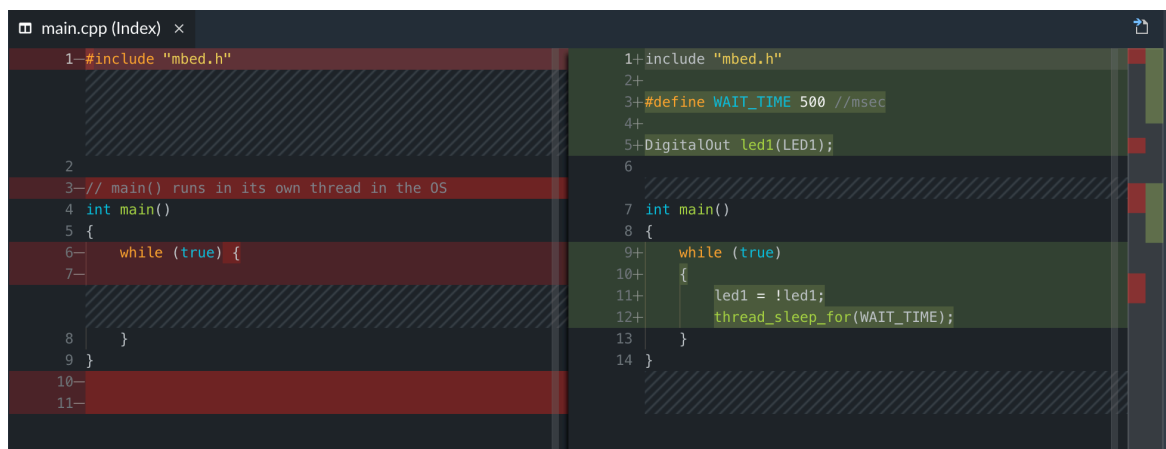 main.cpp (Index) ×
1—#include "mbed.h"
2
3—// main() runs in its own thread in the OS
4 int main()
5 {
6—    while (true) {
7—
8     }
9 }
10—
11—
1+include "mbed.h"
2+
3+#define WAIT_TIME 500 //msec
4+
5+DigitalOut led1(LED1);
6
7 int main()
8 {
9+    while (true)
10+    {
11+        led1 = !led1;
12+        thread_sleep_for(WAIT_TIME);
13     }
14 }